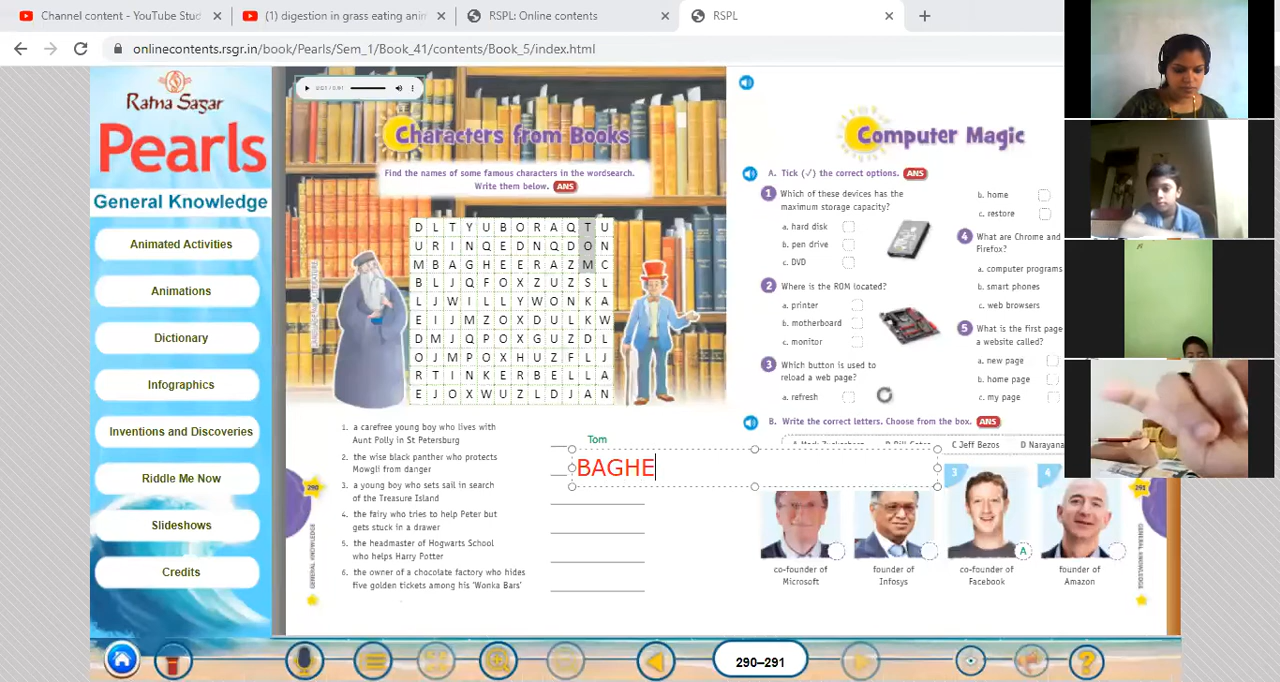 Channel content - YouTube Stud
(1) digestion in grass eating anim
RSPL: Online contents
RSPL
onlinecontents.rsgr.in/book/Pearls/Sem_1/Book_41/contents/Book_5/index.html
Ratna Sagar
Pearls
General Knowledge
Animated Activities
Animations
Dictionary
Infographics
Inventions and Discoveries
Riddle Me Now
Slideshows
Credits
Characters from Books
Find the names of some famous characters in the wordsearch.
Write them below. ANS
D L T Y U B O R A Q T U
U R I N Q E D N Q D O N
M B A G H E E R A Z M C
B L J Q F O X Z U Z S L
L J W I L L Y W O N K A
E I J M Z O X D U L K W
D M L Q P O X G U Z D L
O J M P O X H U Z F L J
R T I N K E R B E L L A
E J O X W U Z L D J A N
LANGUAGE AND LITERATURE
1. a carefree young boy who lives with
Aunt Polly in St Petersburg
Tom
2. the wise black panther who protects
Mowgli from danger
BAGHE
3. a young boy who sets sail in search
of the Treasure Island
4. the fairy who tries to help Peter but
gets stuck in a drawer
5. the headmaster of Hogwarts School
who helps Harry Potter
6. the owner of a chocolate factory who hides
five golden tickets among his 'Wonka Bars'
290
GENERAL KNOWLEDGE
Computer Magic
A. Tick (✓) the correct options. ANS
1 Which of these devices has the
maximum storage capacity?
a. hard disk
b. pen drive
c. DVD
2 Where is the ROM located?
a. printer
b. motherboard
c. monitor
3 Which button is used to
reload a web page?
a. refresh
b. home
c. restore
4 What are Chrome and
Firefox?
a. computer programs
b. smart phones
c. web browsers
5 What is the first page
a website called?
a. new page
b. home page
c. my page
B. Write the correct letters. Choose from the box. ANS
C Jeff Bezos
D Narayana
3
4
A
co-founder of
Microsoft
founder of
Infosys
co-founder of
Facebook
founder of
Amazon
291
GENERAL KNOWLEDGE
290-291